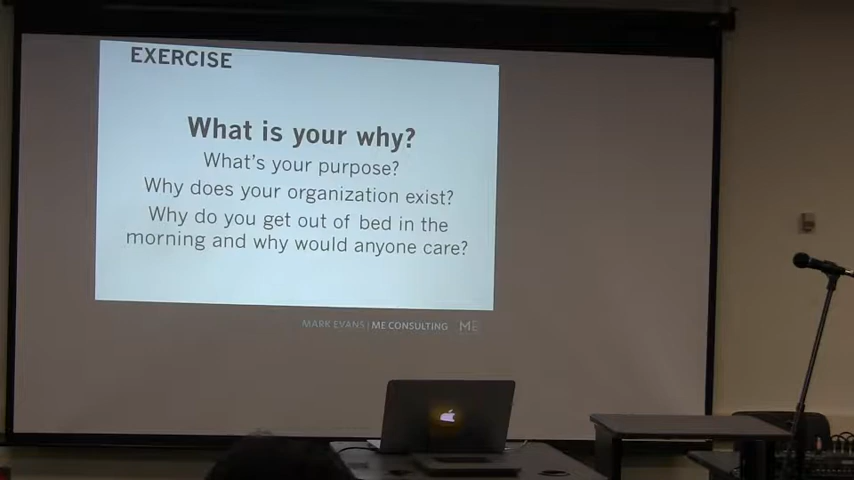 EXERCISE
What is your why?
What's your purpose?
Why does your organization exist?
Why do you get out of bed in the
morning and why would anyone care?
MARK EVANS | ME CONSULTING ME